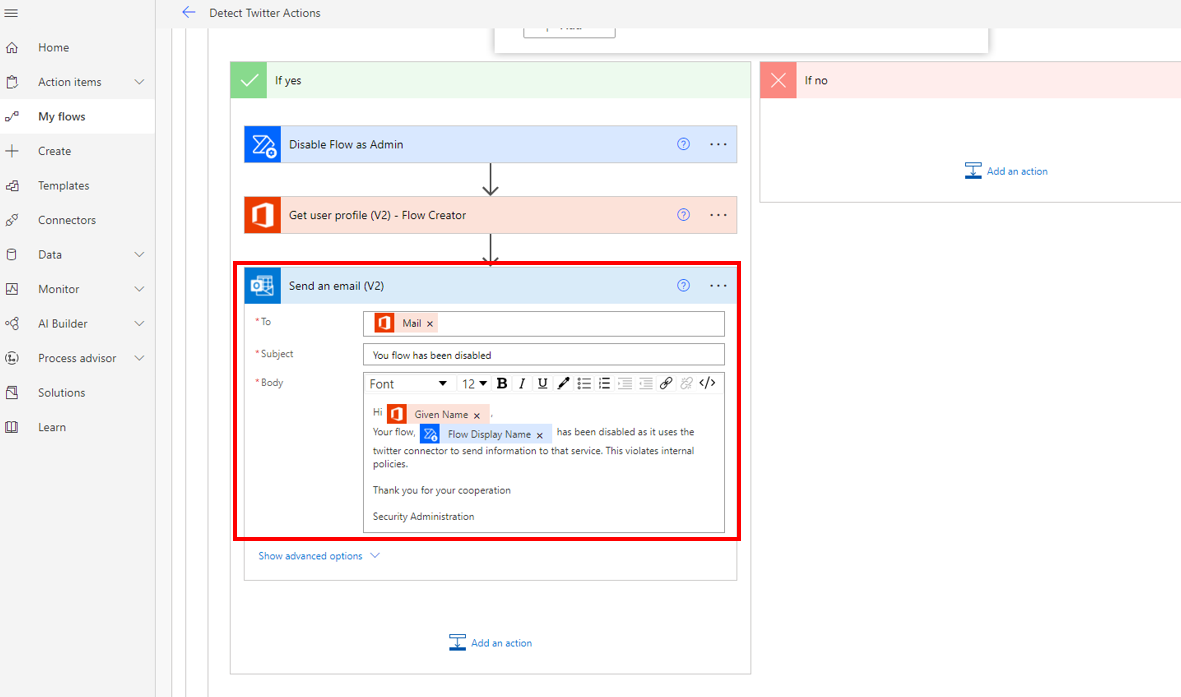 Detect Twitter Actions
Home
Action items
My flows
Create
Templates
Connectors
Data
Monitor
AI Builder
Process advisor
Solutions
Learn
If yes
Disable Flow as Admin
Get user profile (V2) - Flow Creator
Send an email (V2)
* To
Mail ×
* Subject
You flow has been disabled
* Body
Font 12 B I U </>
Hi Given Name × ,
Your flow, Flow Display Name × has been disabled as it uses the
twitter connector to send information to that service. This violates internal
policies.
Thank you for your cooperation
Security Administration
Show advanced options
Add an action
If no
Add an action